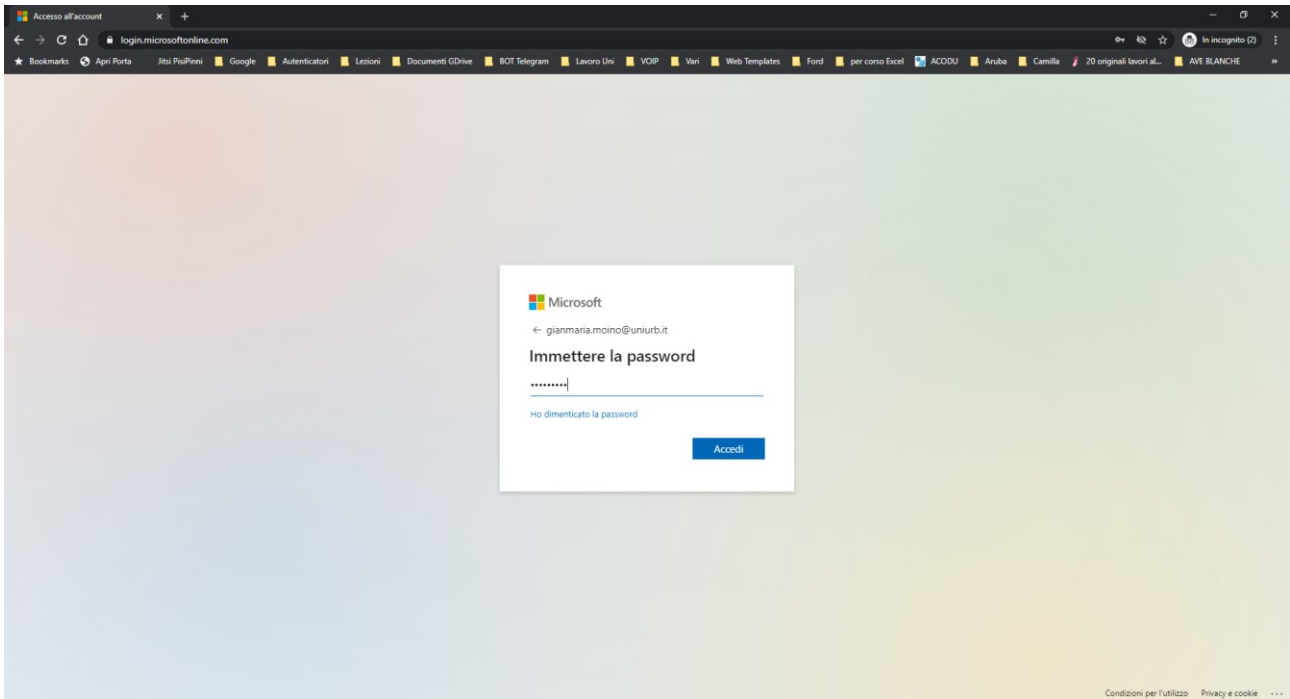 Accesso all'account
login.microsoftonline.com
In incognito (2)
Bookmarks Apri Porta Jitsi PisiPinni Google Autenticatori Lezioni Documenti GDrive BOT Telegram Lavoro Uni VOIP Vari Web Templates Ford per corso Excel ACODU Aruba Camilla 20 originali lavori al... AVE BLANCHE »
Microsoft
← gianmaria.moino@uniurb.it
Immettere la password
•••••••••
Ho dimenticato la password
Accedi
Condizioni per l'utilizzo Privacy e cookie ...